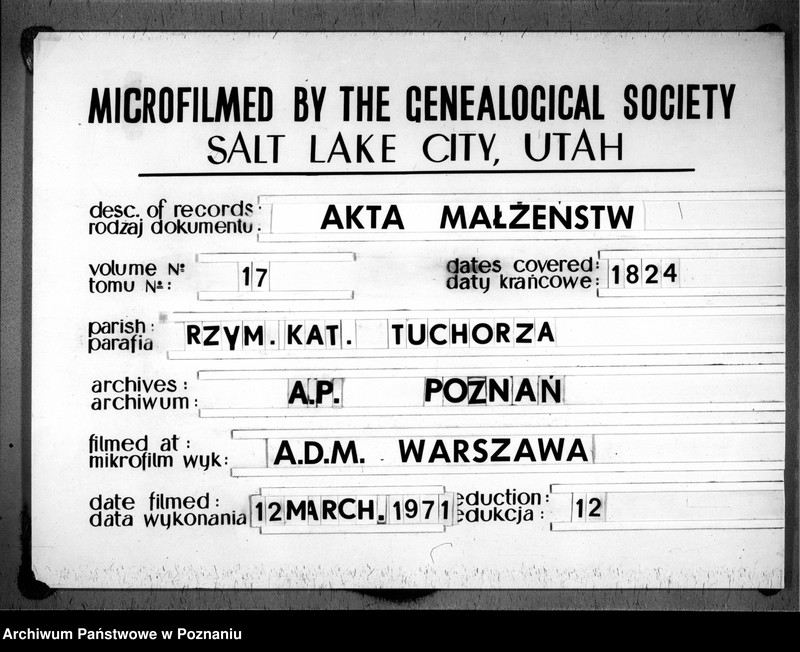 MICROFILMED BY THE GENEALOGICAL SOCIETY
SALT LAKE CITY, UTAH
desc. of records: AKTA MAŁŻEŃSTW
rodzaj dokumentu:
volume №: 17 dates covered: 1824
tomu №: daty krańcowe:
parish: RZYM. KAT. TUCHORZA
parafia
archives: A.P. POZNAŃ
archiwum:
filmed at: A.D.M. WARSZAWA
mikrofilm wyk:
date filmed: 12 MARCH. 1971 eduction: 12
data wykonania edukcja:
Archiwum Państwowe w Poznaniu